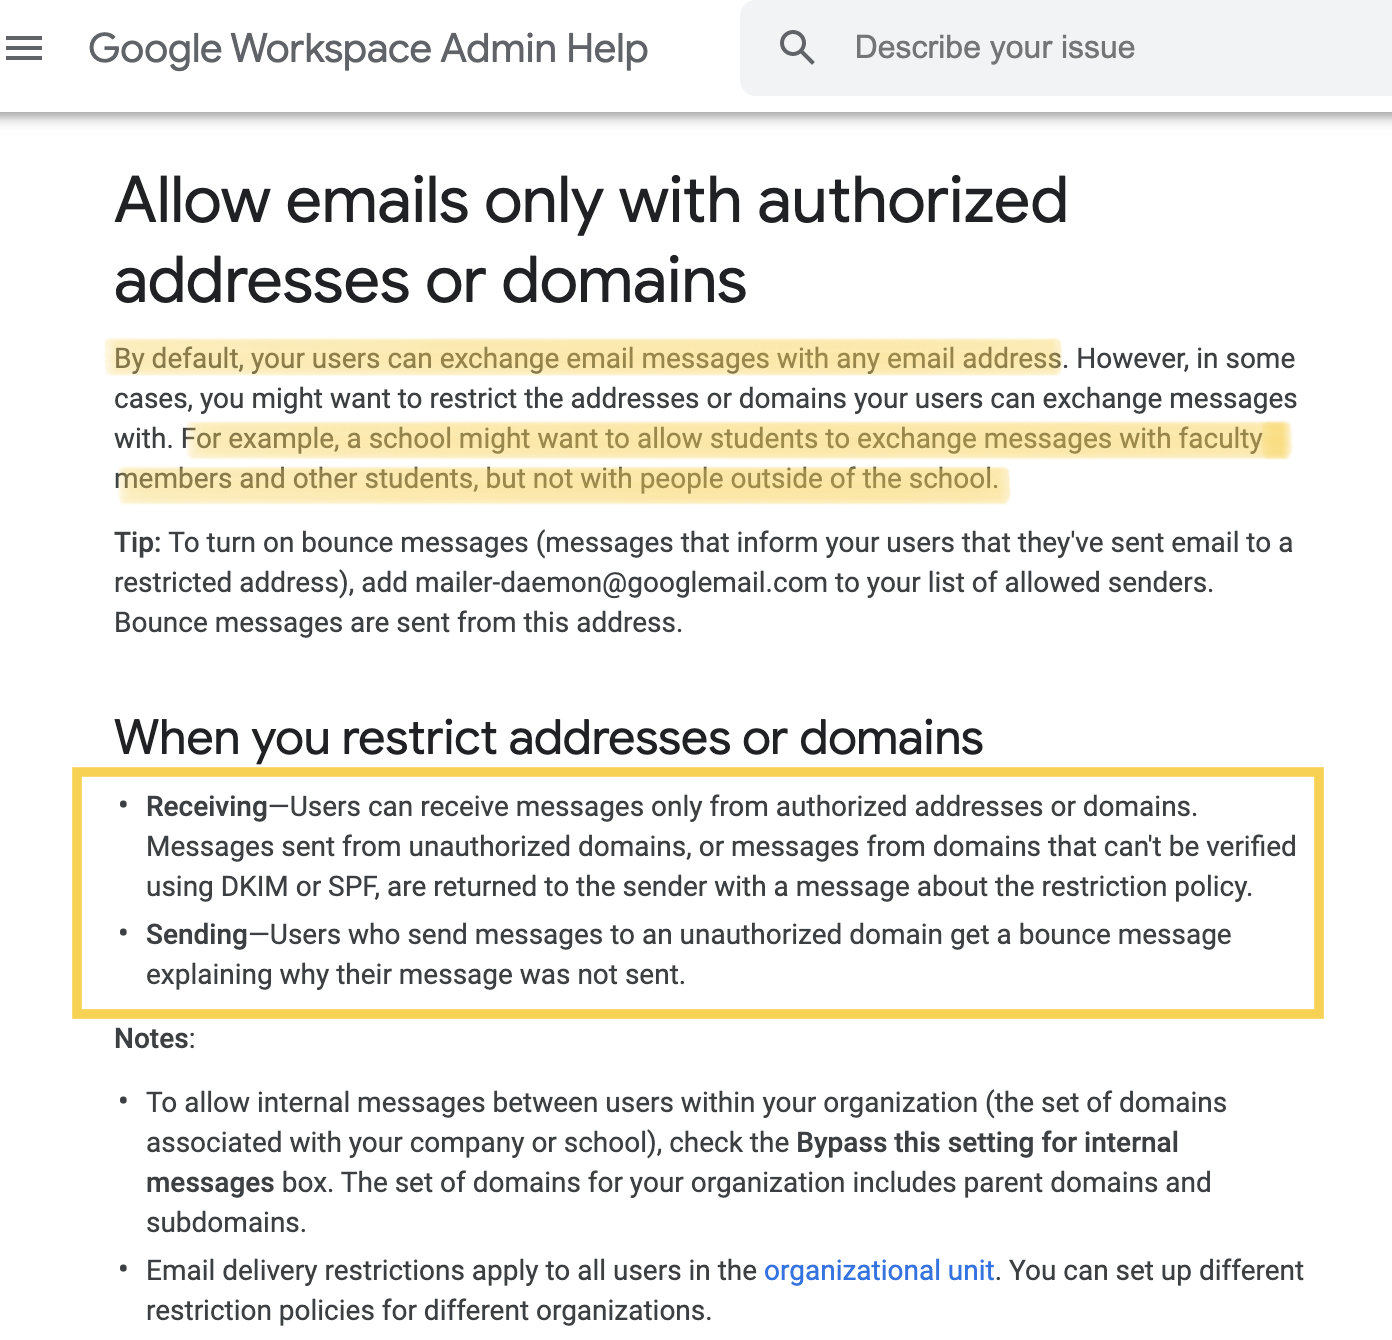 Google Workspace Admin Help
Describe your issue
Allow emails only with authorized
addresses or domains
By default, your users can exchange email messages with any email address. However, in some
cases, you might want to restrict the addresses or domains your users can exchange messages
with. For example, a school might want to allow students to exchange messages with faculty
members and other students, but not with people outside of the school.
Tip: To turn on bounce messages (messages that inform your users that they've sent email to a
restricted address), add mailer-daemon@googlemail.com to your list of allowed senders.
Bounce messages are sent from this address.
When you restrict addresses or domains
• Receiving—Users can receive messages only from authorized addresses or domains.
Messages sent from unauthorized domains, or messages from domains that can't be verified
using DKIM or SPF, are returned to the sender with a message about the restriction policy.
• Sending—Users who send messages to an unauthorized domain get a bounce message
explaining why their message was not sent.
Notes:
• To allow internal messages between users within your organization (the set of domains
associated with your company or school), check the Bypass this setting for internal
messages box. The set of domains for your organization includes parent domains and
subdomains.
• Email delivery restrictions apply to all users in the organizational unit. You can set up different
restriction policies for different organizations.